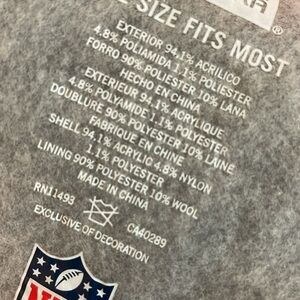 SIZE FITS MOST
EXTERIOR 94,1% ACRILICO
4.8% POLIAMIDA 1,1% POLIESTER
FORRO 90% POLIESTER 10% LANA
HECHO EN CHINA
EXTERIEUR 94,1% ACRYLIQUE
4.8% POLYAMIDE 1,1% POLYESTER
DOUBLURE 90% POLYESTER 10% LAINE
FABRIQUE EN CHINE
SHELL 94,1% ACRYLIC 4.8% NYLON
1.1% POLYESTER
LINING 90% POLYESTER 10% WOOL
MADE IN CHINA
RN11493 CA40289
EXCLUSIVE OF DECORATION